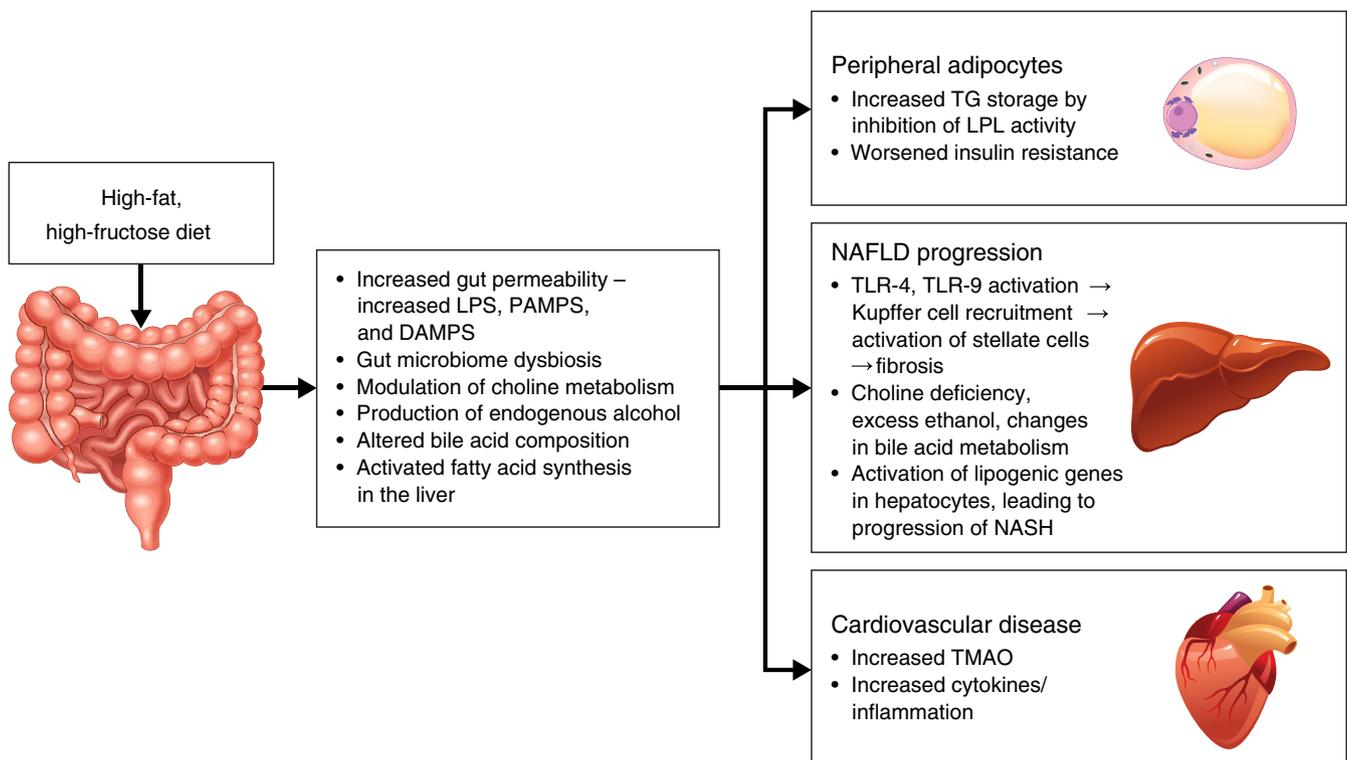 High-fat,
high-fructose diet
• Increased gut permeability –
increased LPS, PAMPS,
and DAMPS
• Gut microbiome dysbiosis
• Modulation of choline metabolism
• Production of endogenous alcohol
• Altered bile acid composition
• Activated fatty acid synthesis
in the liver
Peripheral adipocytes
• Increased TG storage by
inhibition of LPL activity
• Worsened insulin resistance
NAFLD progression
• TLR-4, TLR-9 activation →
Kupffer cell recruitment →
activation of stellate cells
→ fibrosis
• Choline deficiency,
excess ethanol, changes
in bile acid metabolism
• Activation of lipogenic genes
in hepatocytes, leading to
progression of NASH
Cardiovascular disease
• Increased TMAO
• Increased cytokines/
inflammation